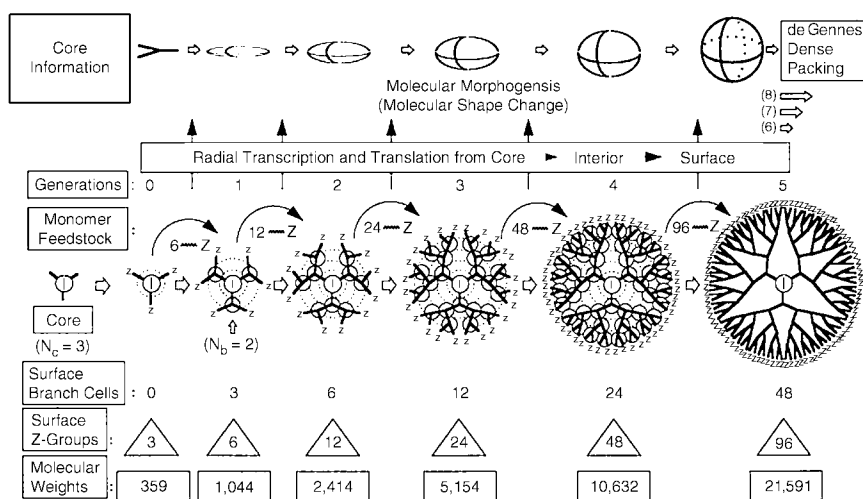 Core
Information
de Gennes
Dense
Packing
Molecular Morphogensis
(Molecular Shape Change)
(8)
(7)
(6)
Radial Transcription and Translation from Core Interior Surface
Generations : 0 1 2 3 4 5
Monomer
Feedstock :
6 Z
12 Z
24 Z
48 Z
96 Z
Core
(Nc = 3)
(Nb = 2)
I
Z
Surface
Branch Cells : 0 3 6 12 24 48
Surface
Z-Groups : 3 6 12 24 48 96
Molecular
Weights : 359 1,044 2,414 5,154 10,632 21,591